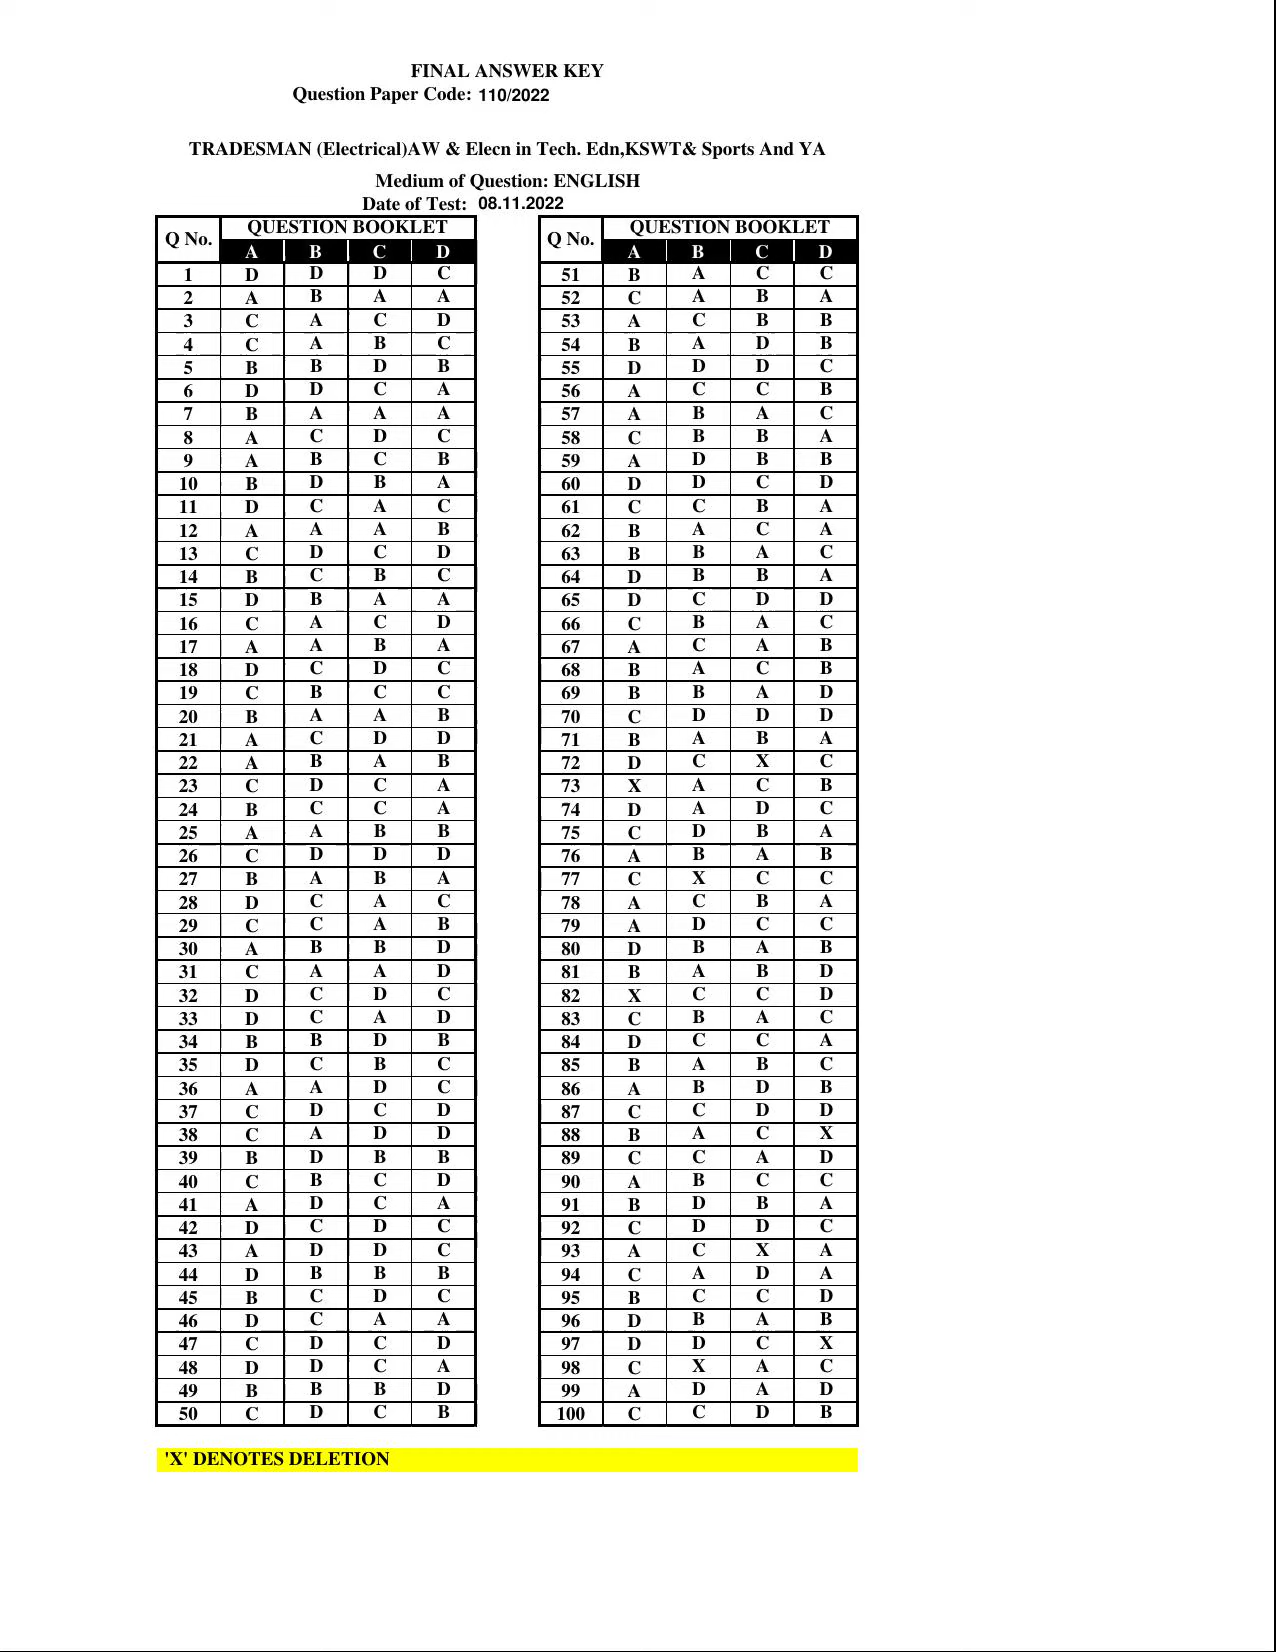 FINAL ANSWER KEY
Question Paper Code: 110/2022
TRADESMAN (Electrical)AW & Elecn in Tech. Edn,KSWT& Sports And YA
Medium of Question: ENGLISH
Date of Test: 08.11.2022
Q No. QUESTION BOOKLET
A B C D
1 D D D C
2 A B A A
3 C A C D
4 C A B C
5 B B D B
6 D D C A
7 B A A A
8 A C D C
9 A B C B
10 B D B A
11 D C A C
12 A A A B
13 C D C D
14 B C B C
15 D B A A
16 C A C D
17 A A B A
18 D C D C
19 C B C C
20 B A A B
21 A C D D
22 A B A B
23 C D C A
24 B C C A
25 A A B B
26 C D D D
27 B A B A
28 D C A C
29 C C A B
30 A B B D
31 C A A D
32 D C D C
33 D C A D
34 B B D B
35 D C B C
36 A A D C
37 C D C D
38 C A D D
39 B D B B
40 C B C D
41 A D C A
42 D C D C
43 A D D C
44 D B B B
45 B C D C
46 D C A A
47 C D C D
48 D D C A
49 B B B D
50 C D C B
Q No. QUESTION BOOKLET
A B C D
51 B A C C
52 C A B A
53 A C B B
54 B A D B
55 D D D C
56 A C C B
57 A B A C
58 C B B A
59 A D B B
60 D D C D
61 C C B A
62 B A C A
63 B B A C
64 D B B A
65 D C D D
66 C B A C
67 A C A B
68 B A C B
69 B B A D
70 C D D D
71 B A B A
72 D C X C
73 X A C B
74 D A D C
75 C D B A
76 A B A B
77 C X C C
78 A C B A
79 A D C C
80 D B A B
81 B A B D
82 X C C D
83 C B A C
84 D C C A
85 B A B C
86 A B D B
87 C C D D
88 B A C X
89 C C A D
90 A B C C
91 B D B A
92 C D D C
93 A C X A
94 C A D A
95 B C C D
96 D B A B
97 D D C X
98 C X A C
99 A D A D
100 C C D B
'X' DENOTES DELETION